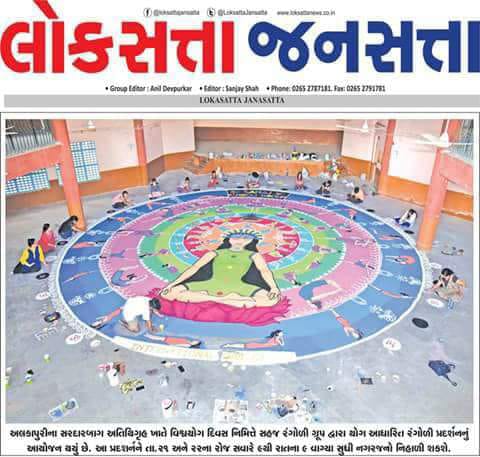 @loksattajansatta @LoksattaJansatta www.loksattanews.co.in
લોકસત્તા જનસત્તા
• Group Editor : Anil Devpurkar • Editor : Sanjay Shah • Phone: 0265 2787181. Fax: 0265 2791781
LOKASATTA JANASATTA
INTERNATIONAL
અલકાપુરીના સરદારબાગ અતિથિગૃહ ખાતે વિશ્વયોગ દિવસ નિમિત્તે સહજ રંગોળી ગ્રૂપ દ્વારા યોગ આધારિત રંગોળી પ્રદર્શનનું
આયોજન થયું છે. આ પ્રદર્શનને તા.૨૧ અને ૨૨ના રોજ સવારે ૯થી રાતના ૯ વાગ્યા સુધી નગરજનો નિહાળી શકશે.